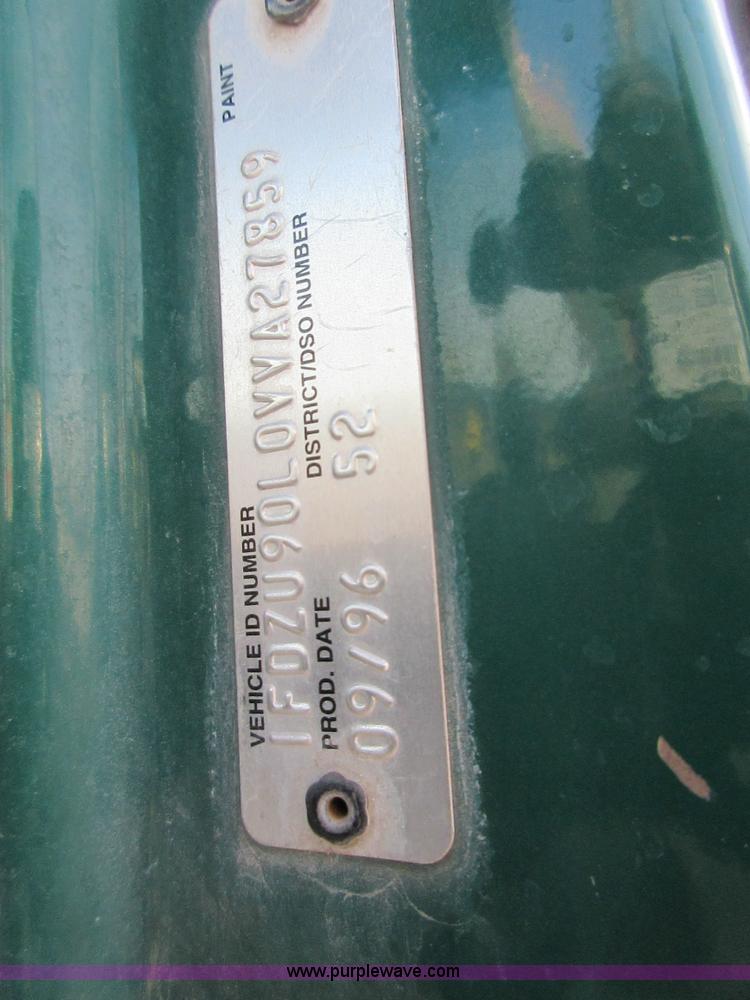 VEHICLE ID NUMBER
1FDZU90L0VVA27859
PAINT
PROD. DATE
DISTRICT/DSO NUMBER
09/96 52
www.purplewave.com